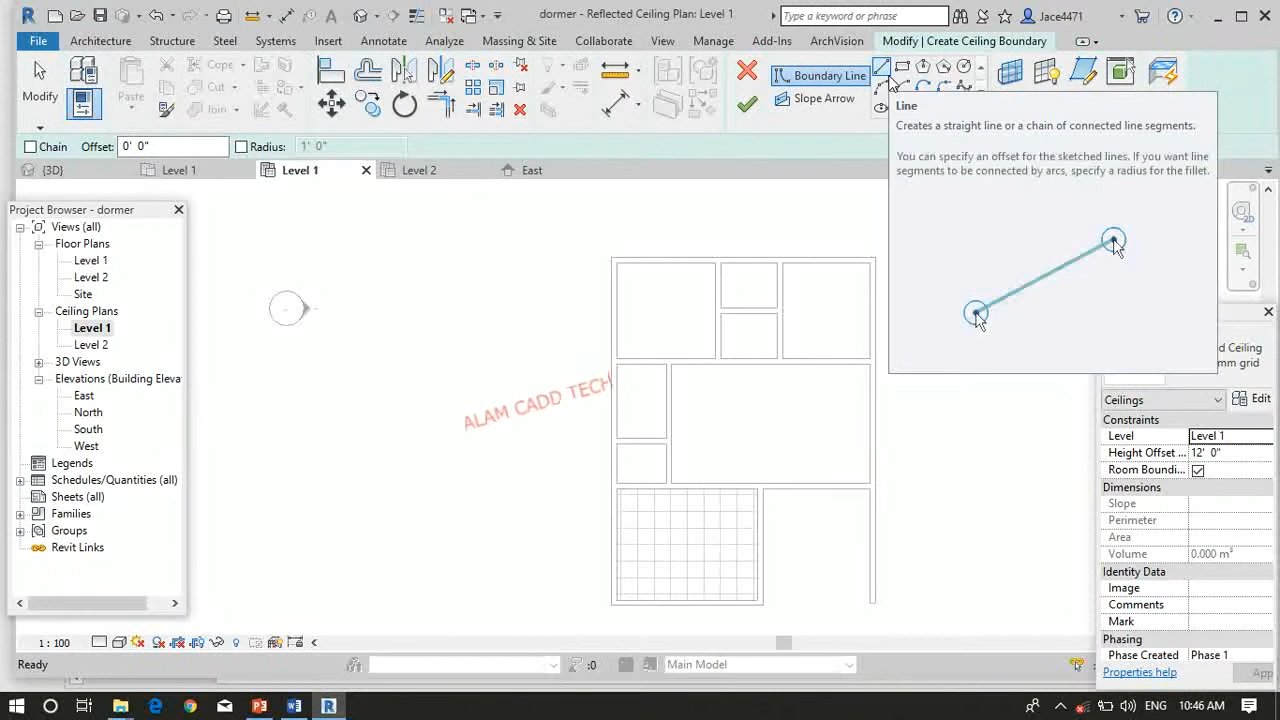 dormer - Reflected Ceiling Plan: Level 1
Type a keyword or phrase
Jace4471
File
Architecture
Structure
Steel
Systems
Insert
Annotate
Analyze
Massing & Site
Collaborate
View
Manage
Add-Ins
ArchVision
Modify | Create Ceiling Boundary
Modify
Paste
Cope
Cut
Join
Boundary Line
Slope Arrow
Line
Creates a straight line or a chain of connected line segments.
You can specify an offset for the sketched lines. If you want line
segments to be connected by arcs, specify a radius for the fillet.
Chain
Offset:
0' 0"
Radius:
1' 0"
{3D}
Level 1
Level 1
Level 2
East
Project Browser - dormer
Views (all)
Floor Plans
Level 1
Level 2
Site
Ceiling Plans
Level 1
Level 2
3D Views
Elevations (Building Eleva
East
North
South
West
Legends
Schedules/Quantities (all)
Sheets (all)
Families
Groups
Revit Links
ALAM CADD TECH
2D
d Ceiling
mm grid
Ceilings
Edit
Constraints
Level
Level 1
Height Offset ...
12' 0"
Room Boundi...
Dimensions
Slope
Perimeter
Area
Volume
0.000 m³
Identity Data
Image
Comments
Mark
Phasing
Phase Created
Phase 1
Properties help
App
1 : 100
Ready
:0
Main Model
ENG
10:46 AM